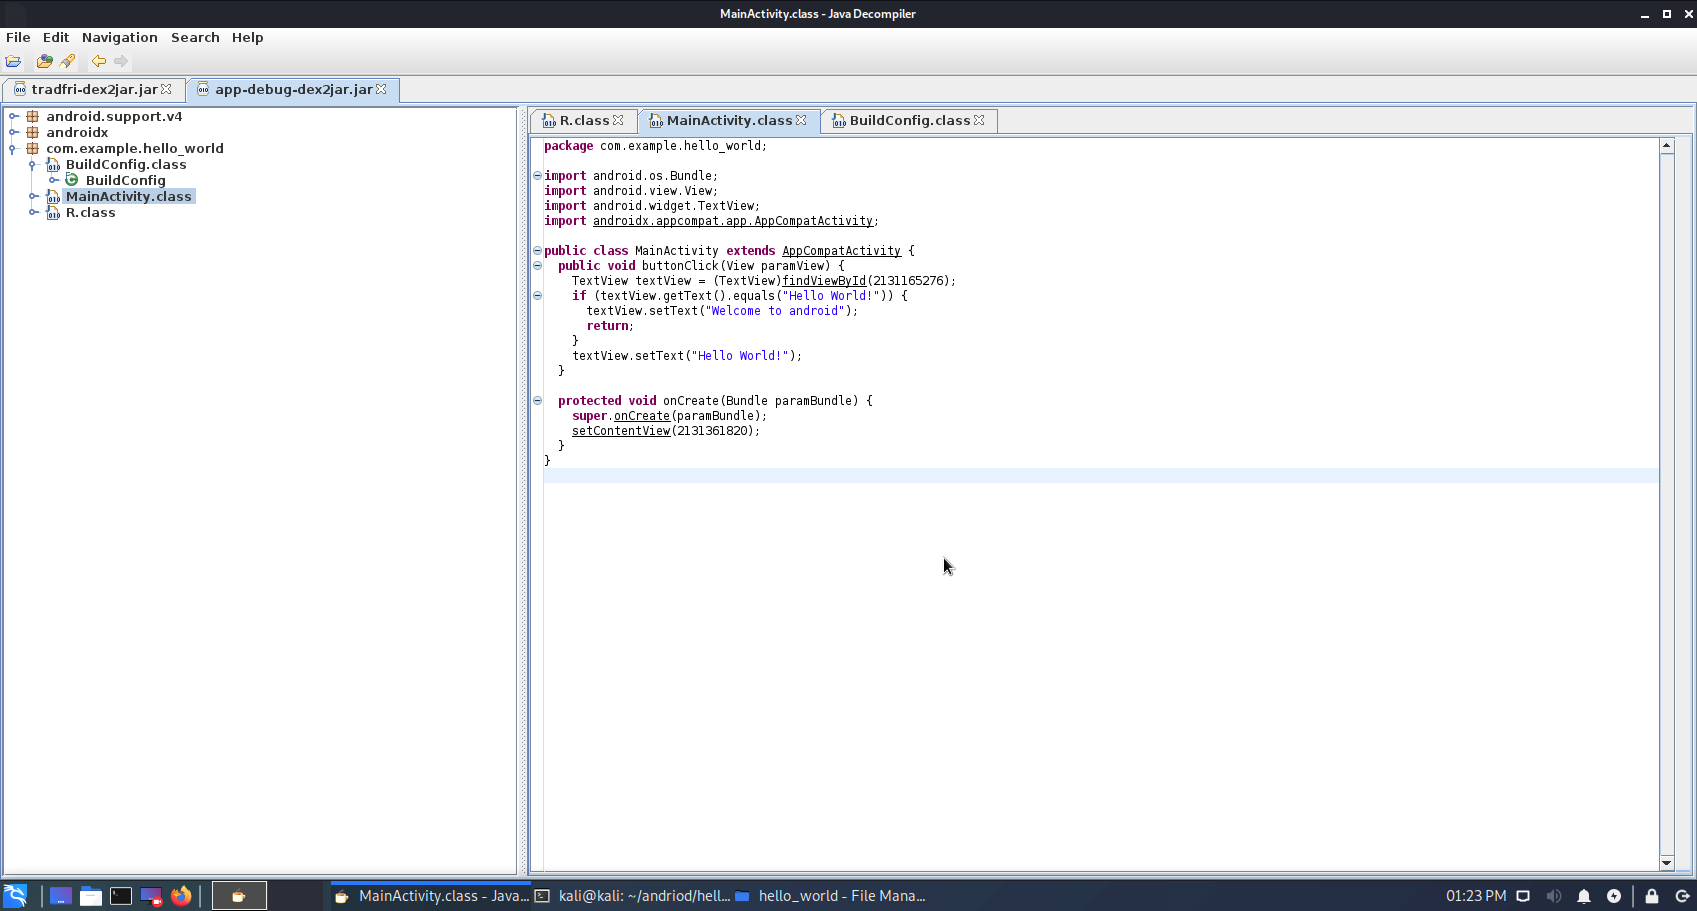 MainActivity.class - Java Decompiler
File Edit Navigation Search Help
tradfri-dex2jar.jar app-debug-dex2jar.jar
android.support.v4
androidx
com.example.hello_world
BuildConfig.class
BuildConfig
MainActivity.class
R.class
R.class MainActivity.class BuildConfig.class
package com.example.hello_world;
import android.os.Bundle;
import android.view.View;
import android.widget.TextView;
import androidx.appcompat.app.AppCompatActivity;
public class MainActivity extends AppCompatActivity {
public void buttonClick(View paramView) {
TextView textView = (TextView)findViewById(2131165276);
if (textView.getText().equals("Hello World!")) {
textView.setText("Welcome to android");
return;
}
textView.setText("Hello World!");
}
protected void onCreate(Bundle paramBundle) {
super.onCreate(paramBundle);
setContentView(2131361820);
}
}
MainActivity.class - Java... kali@kali: ~/andriod/hell... hello_world - File Mana... 01:23 PM